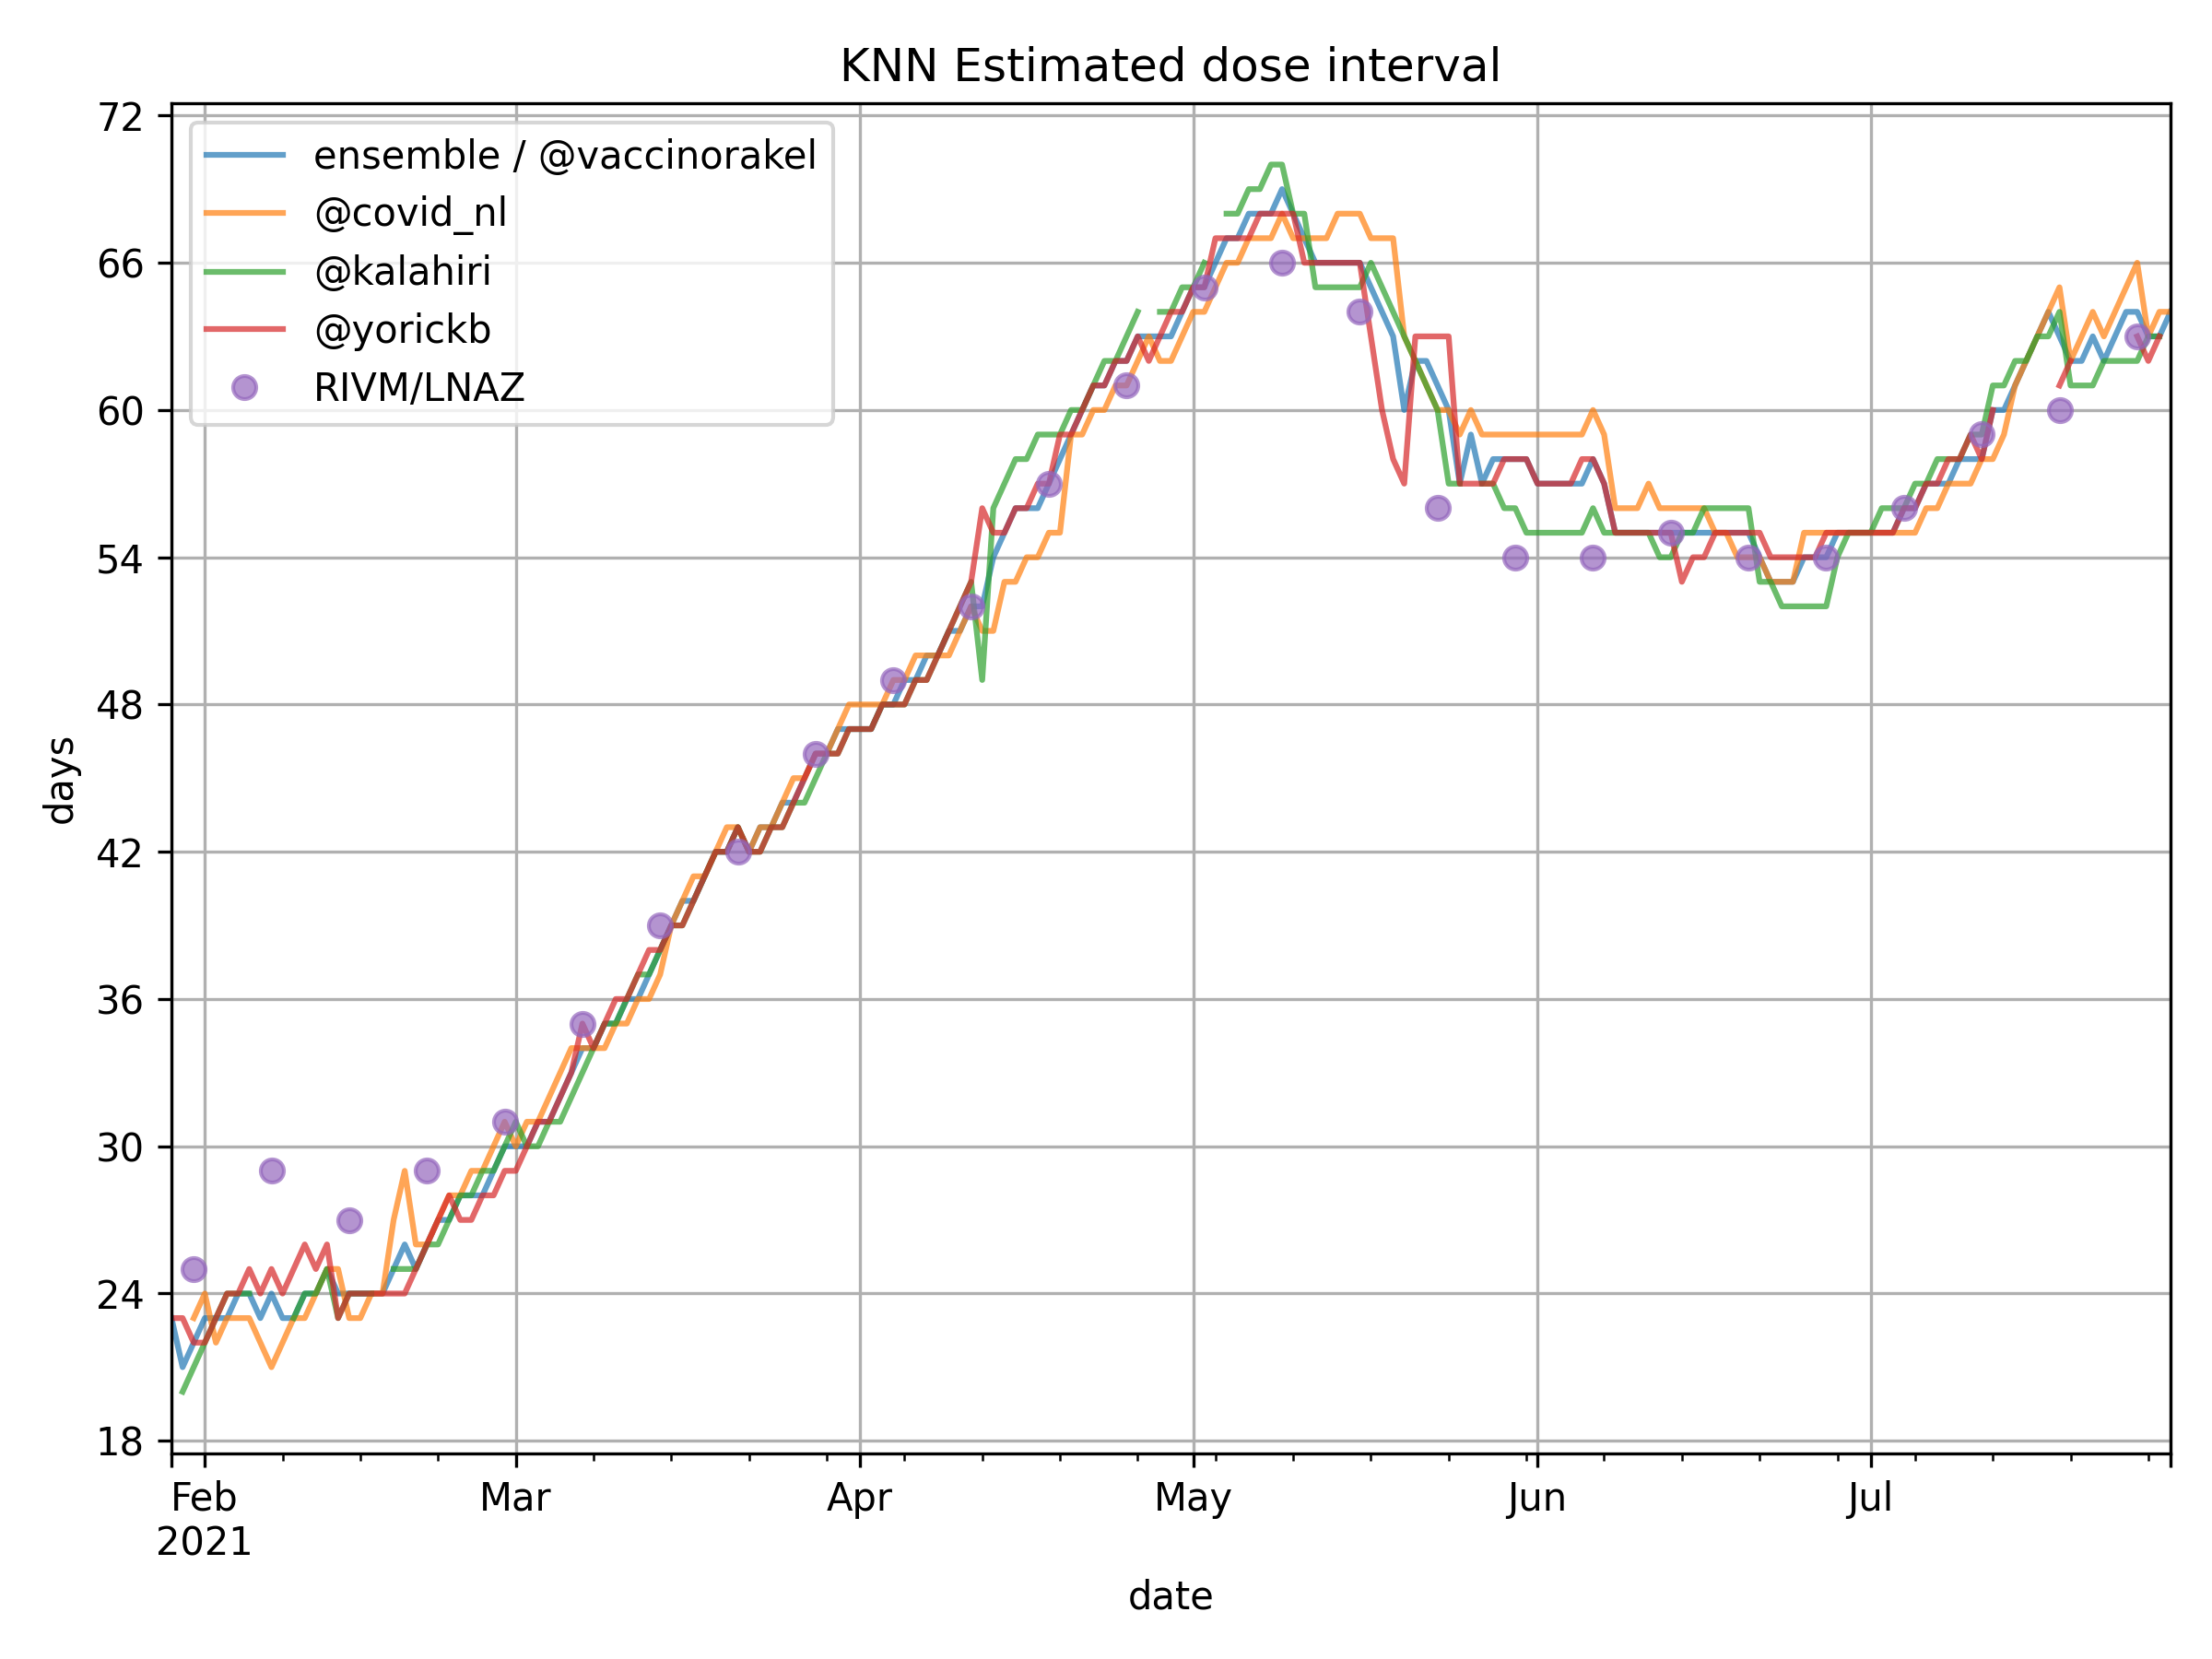 KNN Estimated dose interval
72
66
60
54
48
42
36
30
24
18
days
ensemble / @vaccinorakel
@covid_nl
@kalahiri
@yorickb
RIVM/LNAZ
Feb Mar Apr May Jun Jul
2021
date